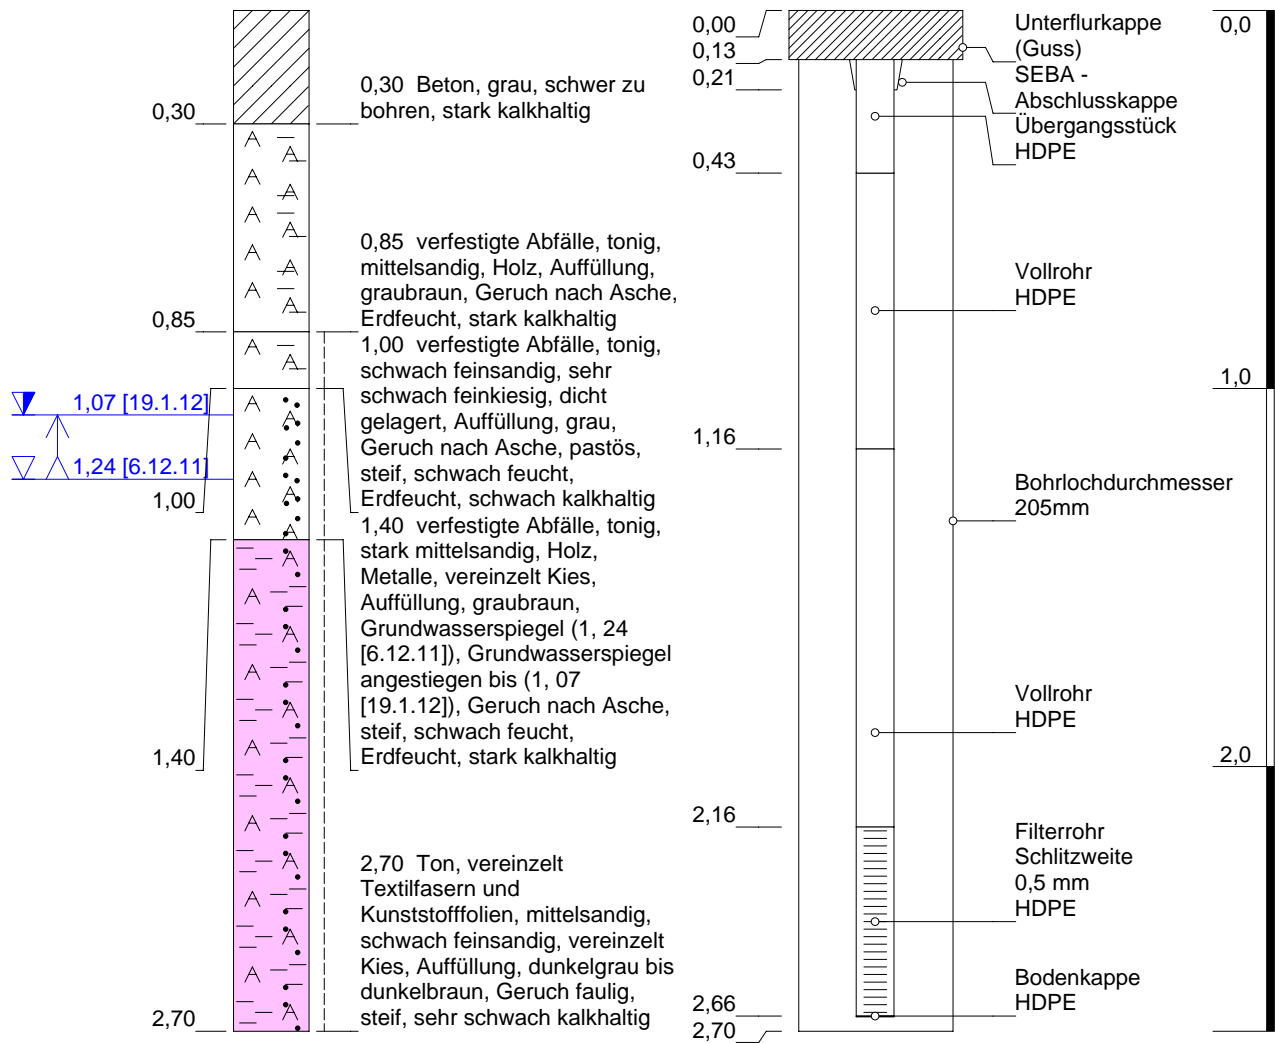 0,30
0,30 Beton, grau, schwer zu
bohren, stark kalkhaltig
0,85
0,85 verfestigte Abfälle, tonig,
mittelsandig, Holz, Auffüllung,
graubraun, Geruch nach Asche,
Erdfeucht, stark kalkhaltig
1,07 [19.1.12]
1,24 [6.12.11]
1,00
1,00 verfestigte Abfälle, tonig,
schwach feinsandig, sehr
schwach feinkiesig, dicht
gelagert, Auffüllung, grau,
Geruch nach Asche, pastös,
steif, schwach feucht,
Erdfeucht, schwach kalkhaltig
1,40
1,40 verfestigte Abfälle, tonig,
stark mittelsandig, Holz,
Metalle, vereinzelt Kies,
Auffüllung, graubraun,
Grundwasserspiegel (1, 24
[6.12.11]), Grundwasserspiegel
angestiegen bis (1, 07
[19.1.12]), Geruch nach Asche,
steif, schwach feucht,
Erdfeucht, stark kalkhaltig
2,70
2,70 Ton, vereinzelt
Textilfasern und
Kunststofffolien, mittelsandig,
schwach feinsandig, vereinzelt
Kies, Auffüllung, dunkelgrau bis
dunkelbraun, Geruch faulig,
steif, sehr schwach kalkhaltig
0,00
0,13
0,21
0,43
1,16
2,16
2,66
2,70
Unterflurkappe
(Guss)
SEBA -
Abschlusskappe
Übergangsstück
HDPE
Vollrohr
HDPE
Bohrlochdurchmesser
205mm
Vollrohr
HDPE
Filterrohr
Schlitzweite
0,5 mm
HDPE
Bodenkappe
HDPE
0,0
1,0
2,0